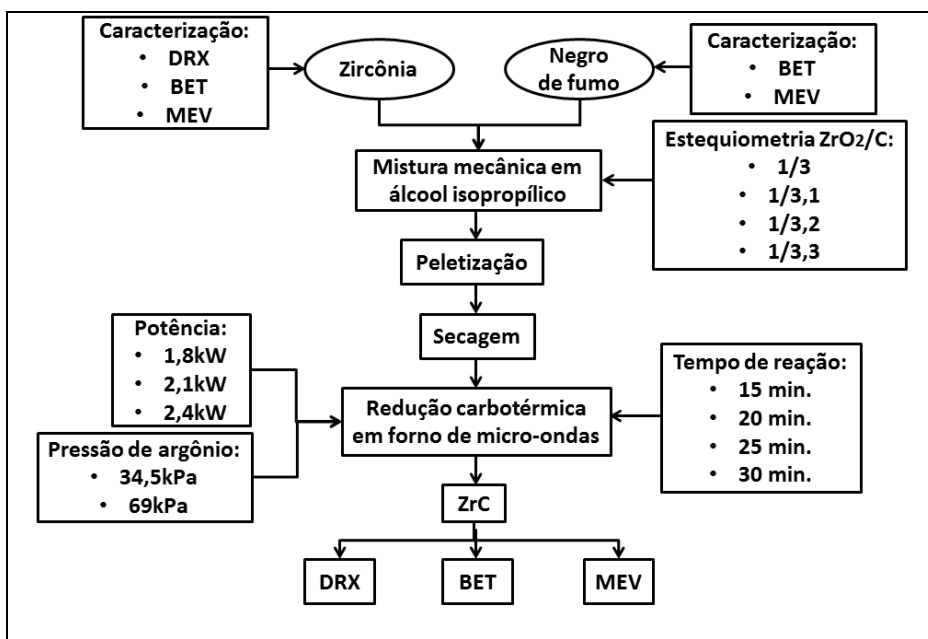 Caracterização:
• DRX
• BET
• MEV
Zircônia
Negro
de fumo
Caracterização:
• BET
• MEV
Mistura mecânica em
álcool isopropílico
Estequiometria ZrO2/C:
• 1/3
• 1/3,1
• 1/3,2
• 1/3,3
Peletização
Secagem
Potência:
• 1,8kW
• 2,1kW
• 2,4kW
Pressão de argônio:
• 34,5kPa
• 69kPa
Redução carbotérmica
em forno de micro-ondas
Tempo de reação:
• 15 min.
• 20 min.
• 25 min.
• 30 min.
ZrC
DRX
BET
MEV